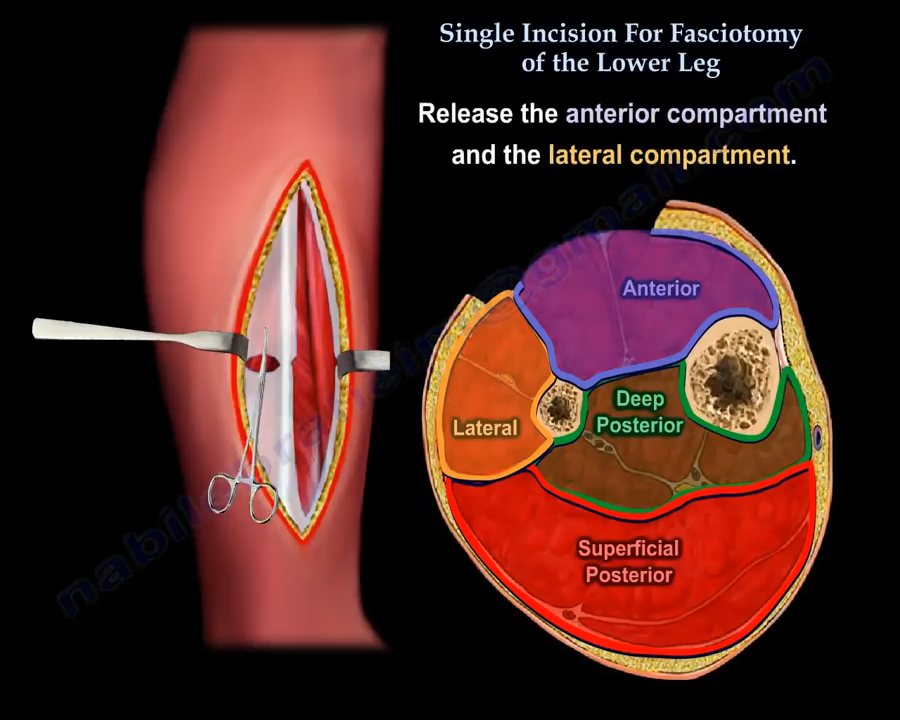 Single Incision For Fasciotomy
of the Lower Leg
Release the anterior compartment
and the lateral compartment.
Anterior
Deep
Posterior
Lateral
Superficial
Posterior